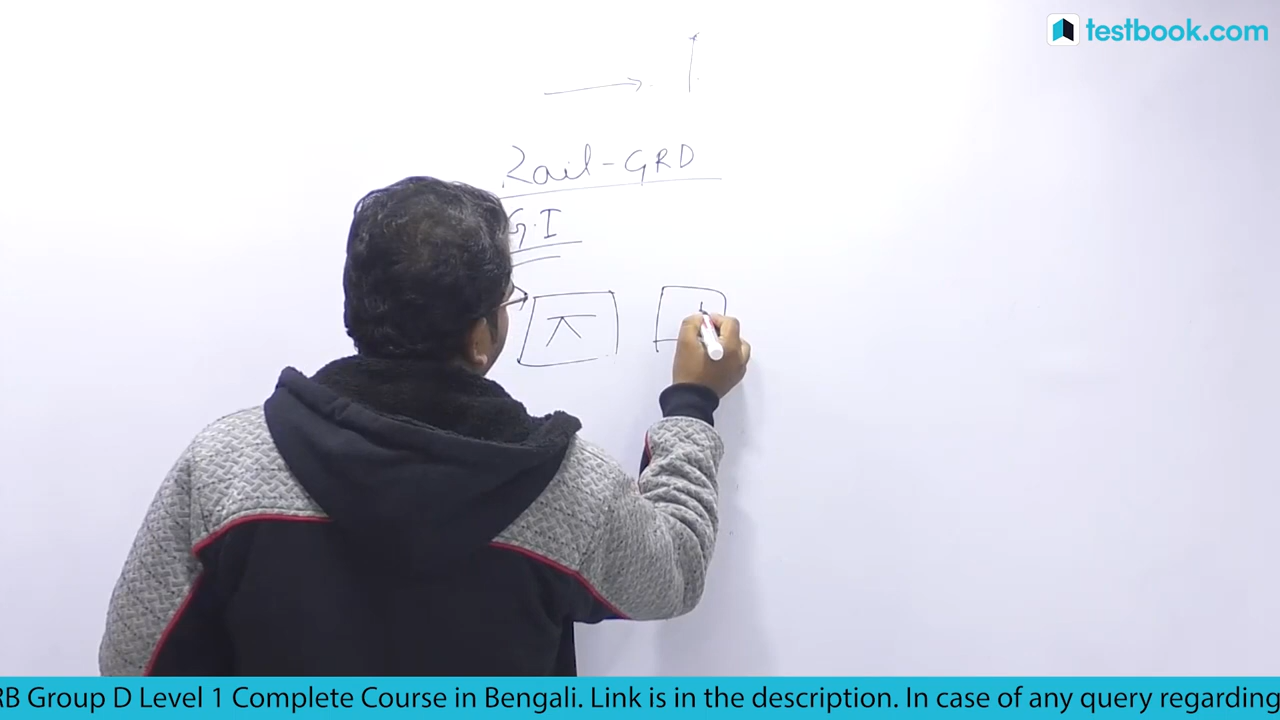 testbook.com
Rail-GRD
G.I
RB Group D Level 1 Complete Course in Bengali. Link is in the description. In case of any query regarding